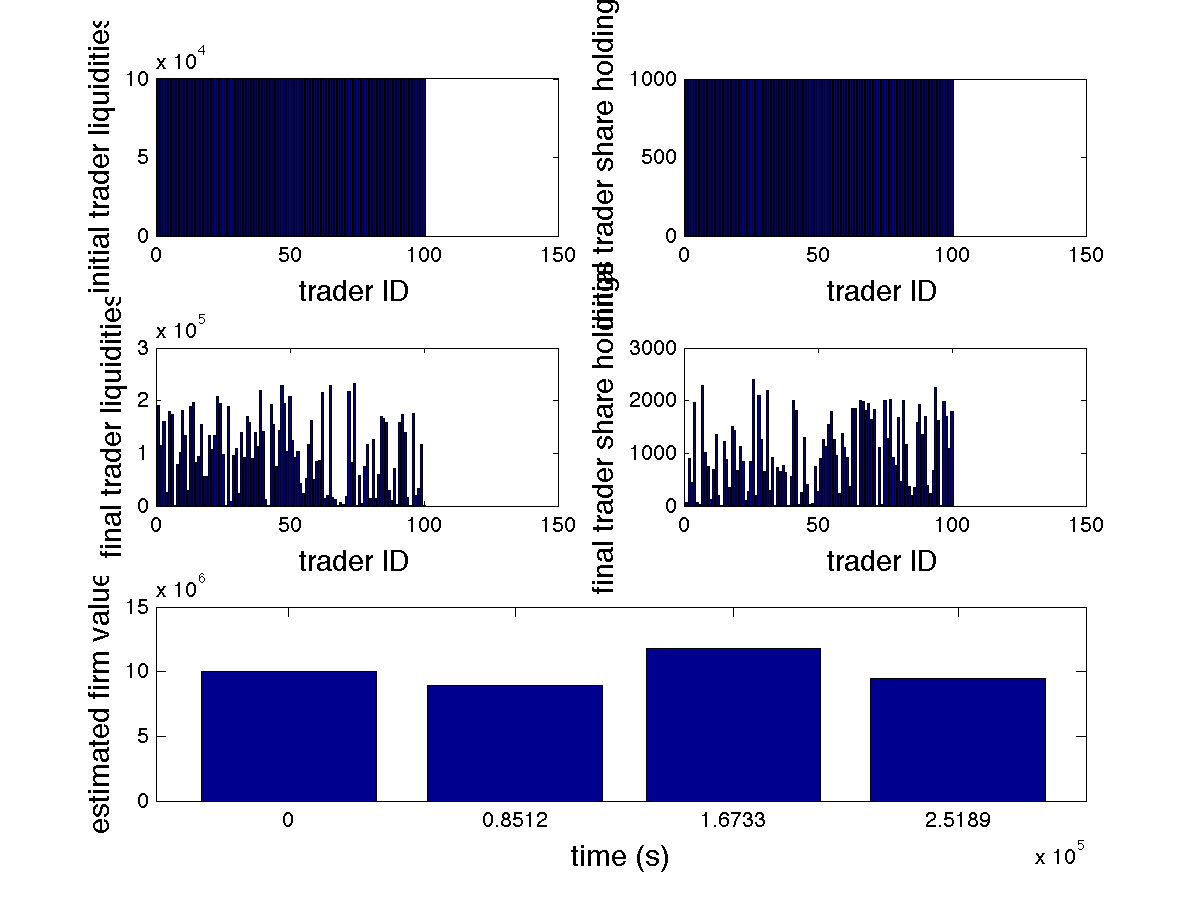 initial trader liquidities
x 10^4
10
5
0
0 50 100 150
trader ID
trader share holding
1000
500
0
0 50 100 150
trader ID
final trader liquidities
x 10^5
3
2
1
0
0 50 100 150
trader ID
final trader share holdings
3000
2000
1000
0
0 50 100 150
trader ID
estimated firm value
x 10^6
15
10
5
0
0 0.8512 1.6733 2.5189
time (s)
x 10^5